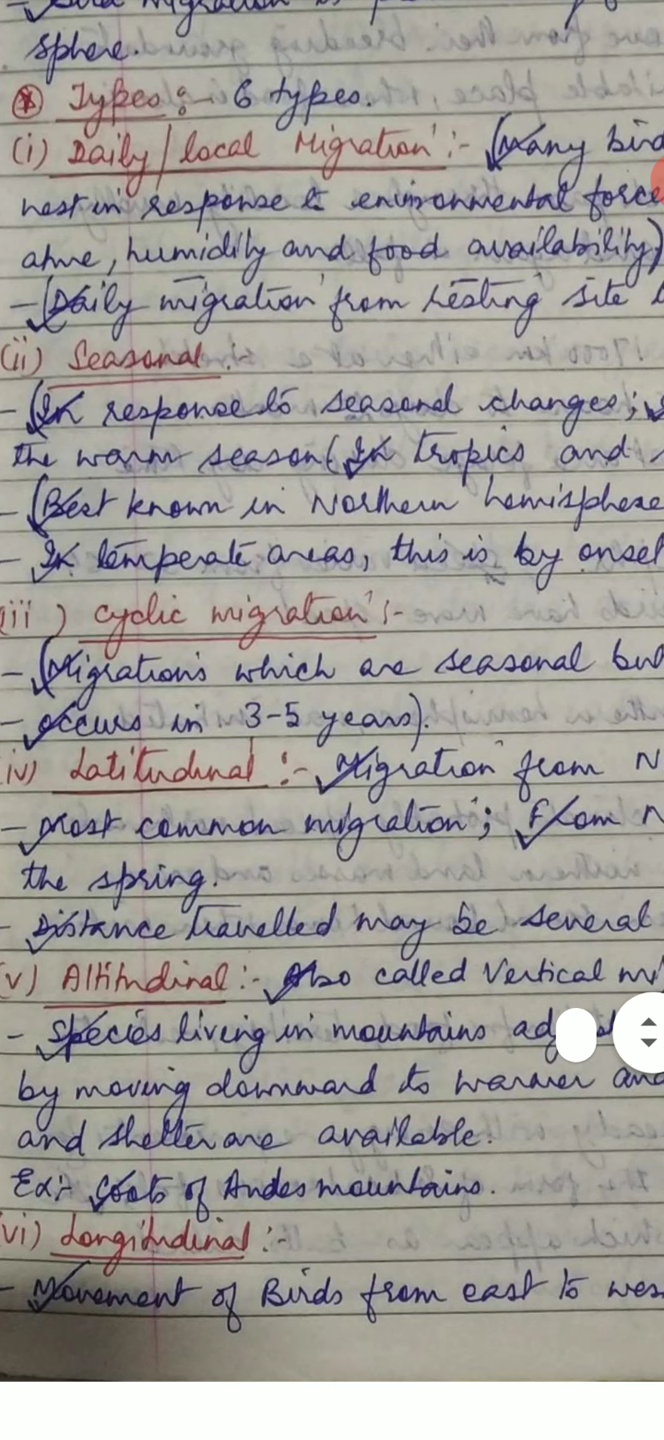 sphere.
Types :- 6 types.
(i) Daily/local Migration :- Many bird
nest in response to environmental force
ature, humidity and food availability)
- Daily migration from resting site
(ii) Seasonal :-
- (In response to seasonal changes;
the warm season (In tropics and
- (Best known in Northern hemisphere
- In temperate areas, this is by onset
iii) Cyclic migration :-
- (Migrations which are seasonal but
- occurs in 3-5 years).
iv) Latitudinal :- Migration from N
- Most common migration; From N
the spring.
- Distance travelled may be several
v) Altitudinal :- Also called Vertical mi
- Species living in mountains
by moving downward to warmer and
and shelter are available.
Ex:- Coots of Andes mountains.
vi) Longitudinal :-
- Movement of Birds from east to wes